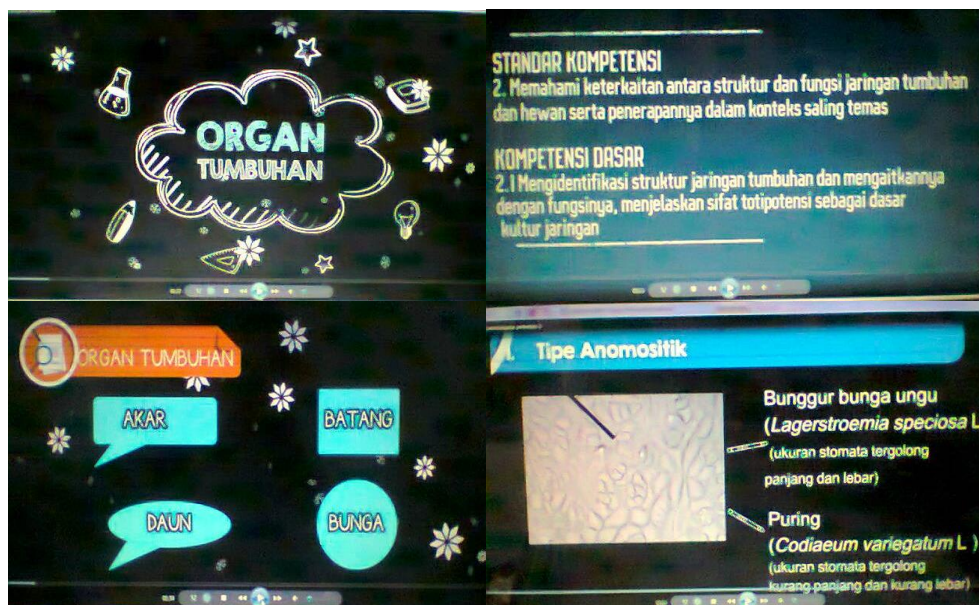 ORGAN
TUMBUHAN
STANDAR KOMPETENSI
2. Memahami keterkaitan antara struktur dan fungsi jaringan tumbuhan
dan hewan serta penerapannya dalam konteks saling temas
KOMPETENSI DASAR
2.1 Mengidentifikasi struktur jaringan tumbuhan dan mengaitkannya
dengan fungsinya, menjelaskan sifat totipotensi sebagai dasar
kultur jaringan
ORGAN TUMBUHAN
AKAR
BATANG
DAUN
BUNGA
Tipe Anomositik
Bunggur bunga ungu
(Lagerstroemia speciosa L
(ukuran stomata tergolong
panjang dan lebar)
Puring
(Codiaeum variegatum L )
(ukuran stomata tergolong
kurang panjang dan kurang lebar)